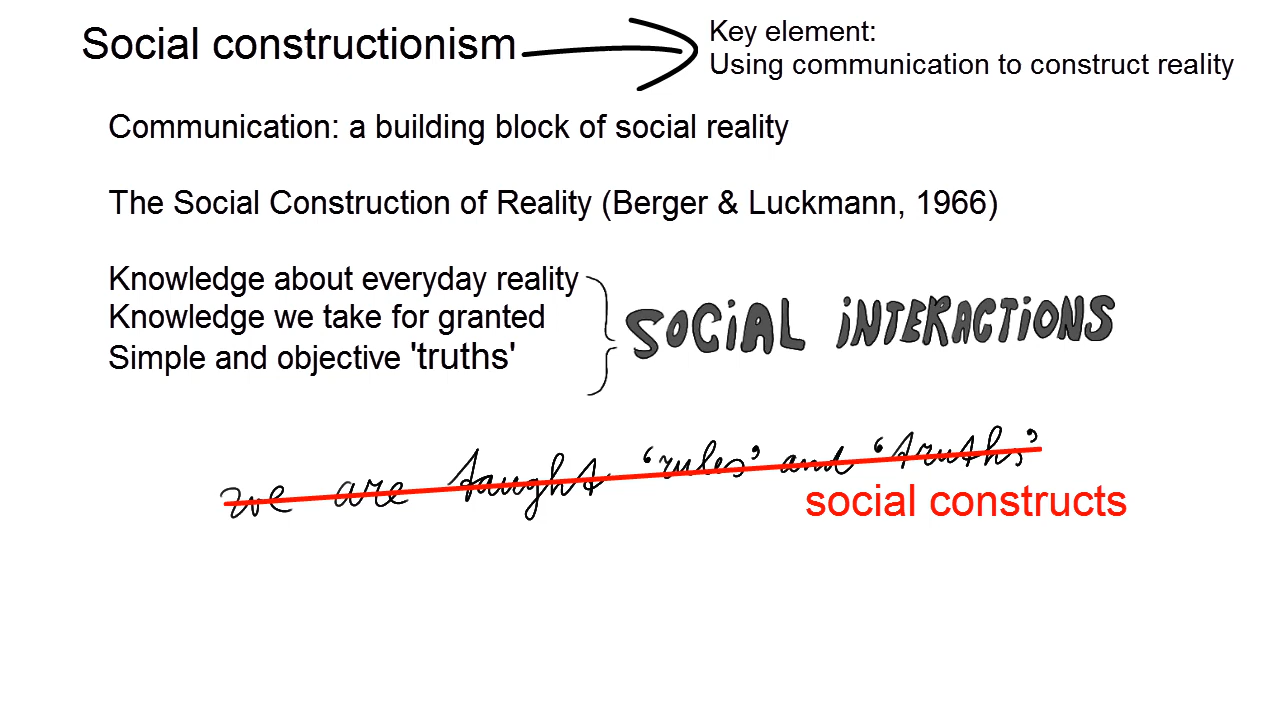 Social constructionism
Key element:
Using communication to construct reality
Communication: a building block of social reality
The Social Construction of Reality (Berger & Luckmann, 1966)
Knowledge about everyday reality
Knowledge we take for granted
Simple and objective 'truths'
SOCiAL iNTERACTiONS
we are taught ‘rules’ and ‘truths’
social constructs